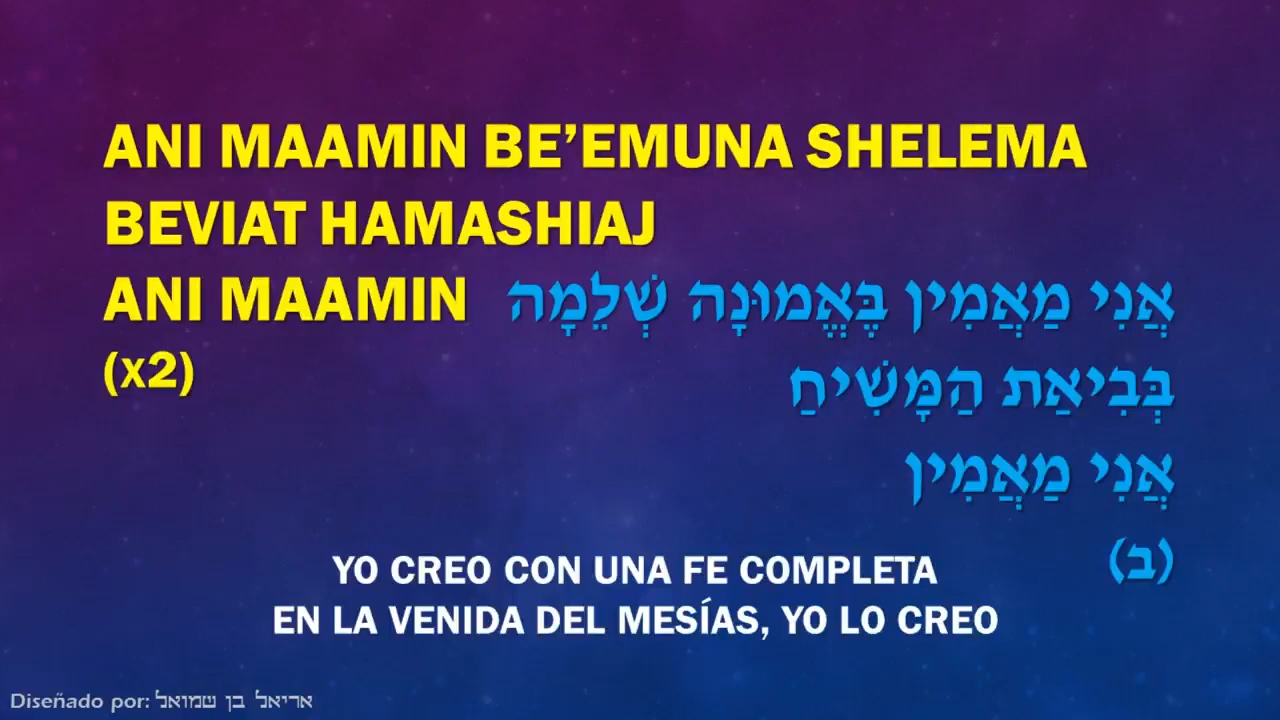 ANI MAAMIN BE’EMUNA SHELEMA
BEVIAT HAMASHIAJ
ANI MAAMIN
(x2)
אֲנִי מַאֲמִין בֶּאֱמוּנָה שְׁלֵמָה
בְּבִיאַת הַמָּשִׁיחַ
אֲנִי מַאֲמִין
(ב)
YO CREO CON UNA FE COMPLETA
EN LA VENIDA DEL MESÍAS, YO LO CREO
Diseñado por: אריאל בן שמואל